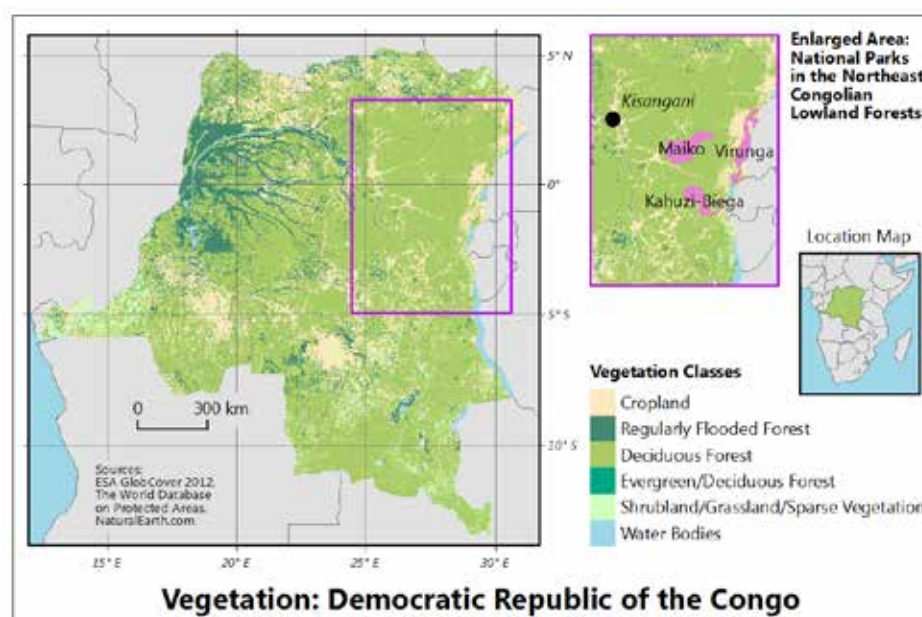 5° N
0°
5° S
10° S
0 300 km
Sources:
ESA GlobCover 2012.
The World Database
on Protected Areas.
NaturalEarth.com.
15° E
20° E
25° E
30° E
Kisangani
Maiko
Virunga
Kahuzi-Biega
Enlarged Area:
National Parks
in the Northeast
Congolian
Lowland Forests
Location Map
Vegetation Classes
Cropland
Regularly Flooded Forest
Deciduous Forest
Evergreen/Deciduous Forest
Shrubland/Grassland/Sparse Vegetation
Water Bodies
Vegetation: Democratic Republic of the Congo